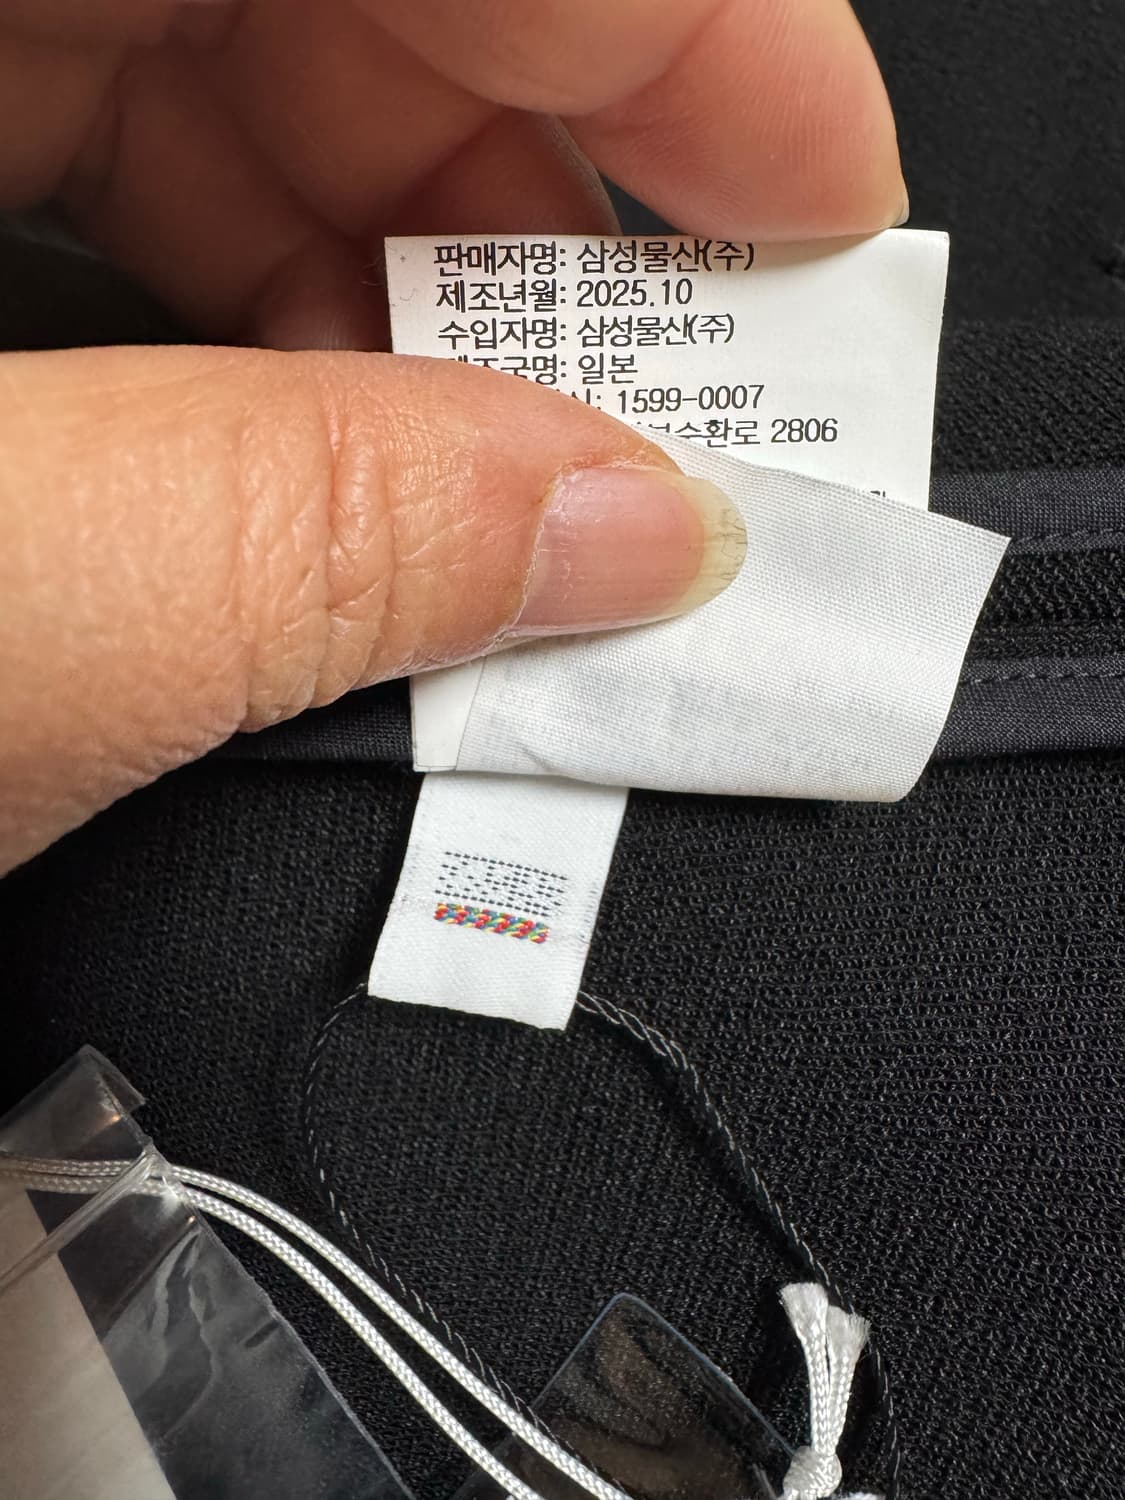 판매자명: 삼성물산(주)
제조년월: 2025.10
수입자명: 삼성물산(주)
제조국명: 일본
1599-0007
2806